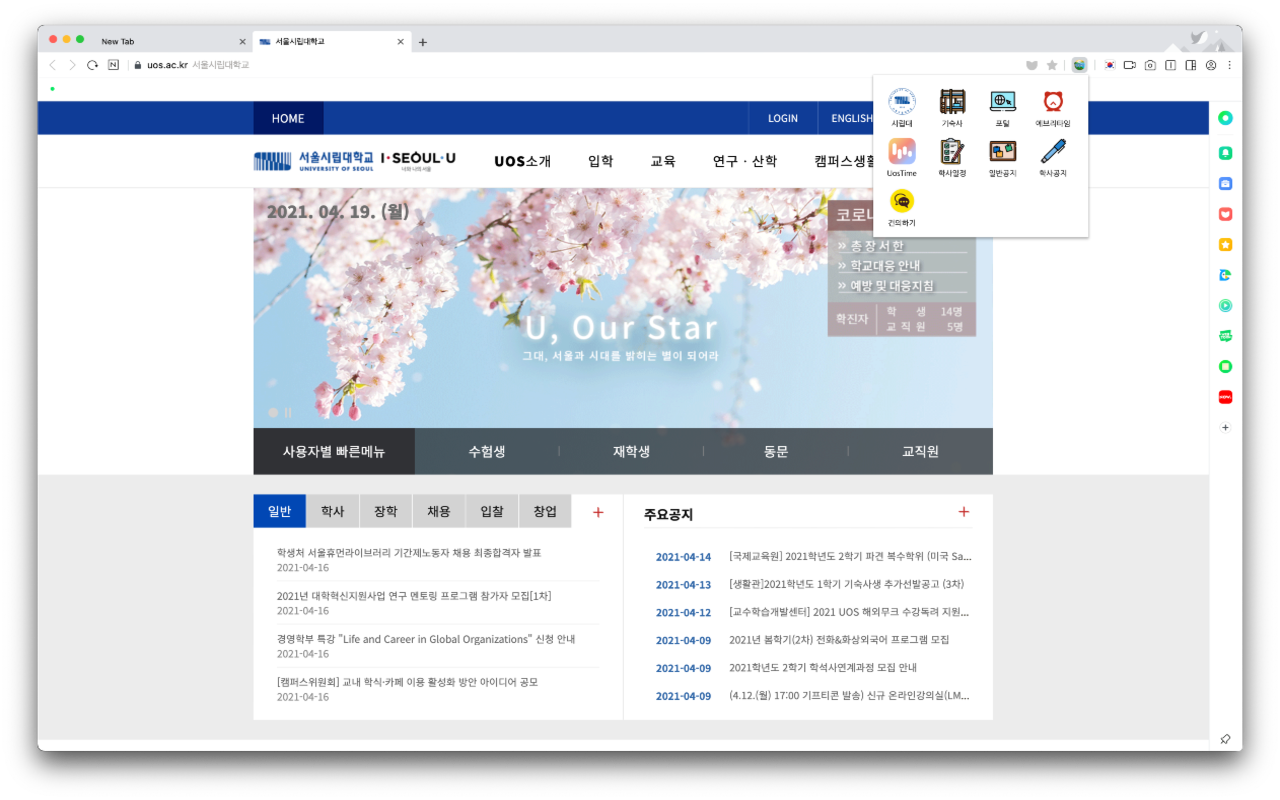 New Tab
서울시립대학교
N
uos.ac.kr 서울시립대학교
HOME
LOGIN
ENGLISH
시립대
기숙사
포털
에브리타임
UosTime
학사일정
일반공지
학사공지
건의하기
서울시립대학교
UNIVERSITY OF SEOUL
I·SEOUL·U
너와 나의 서울
UOS소개
입학
교육
연구 · 산학
캠퍼스생활
2021. 04. 19. (월)
코로나
» 총 장 서 한
» 학교대응 안내
» 예방 및 대응지침
확진자
학 생 14명
교 직 원 5명
U, Our Star
그대, 서울과 시대를 밝히는 별이 되어라
사용자별 빠른메뉴
수험생
재학생
동문
교직원
일반
학사
장학
채용
입찰
창업
+
학생처 서울휴먼라이브러리 기간제노동자 채용 최종합격자 발표
2021-04-16
2021년 대학혁신지원사업 연구 멘토링 프로그램 참가자 모집[1차]
2021-04-16
경영학부 특강 "Life and Career in Global Organizations" 신청 안내
2021-04-16
[캠퍼스위원회] 교내 학식·카페 이용 활성화 방안 아이디어 공모
2021-04-16
주요공지
+
2021-04-14 [국제교육원] 2021학년도 2학기 파견 복수학위 (미국 Sa...
2021-04-13 [생활관]2021학년도 1학기 기숙사생 추가선발공고 (3차)
2021-04-12 [교수학습개발센터] 2021 UOS 해외무크 수강독려 지원...
2021-04-09 2021년 봄학기(2차) 전화&화상외국어 프로그램 모집
2021-04-09 2021학년도 2학기 학석사연계과정 모집 안내
2021-04-09 (4.12.(월) 17:00 기프티콘 발송) 신규 온라인강의실(LM...